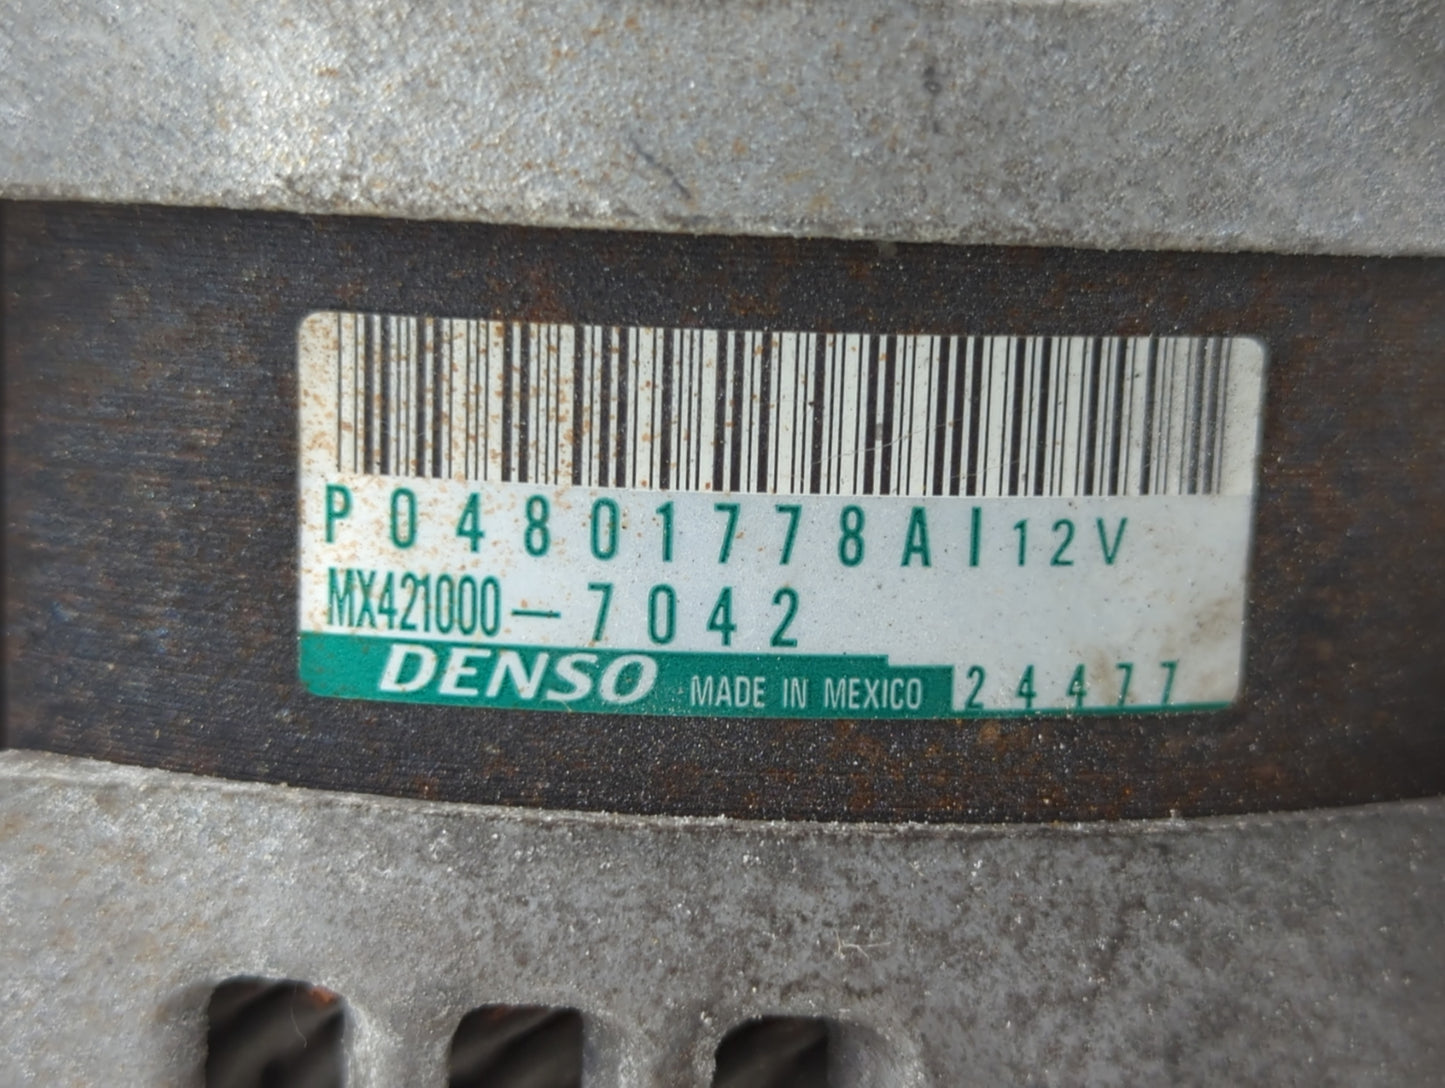 P04801778AI 12V
MX421000-7042
DENSO MADE IN MEXICO 24477